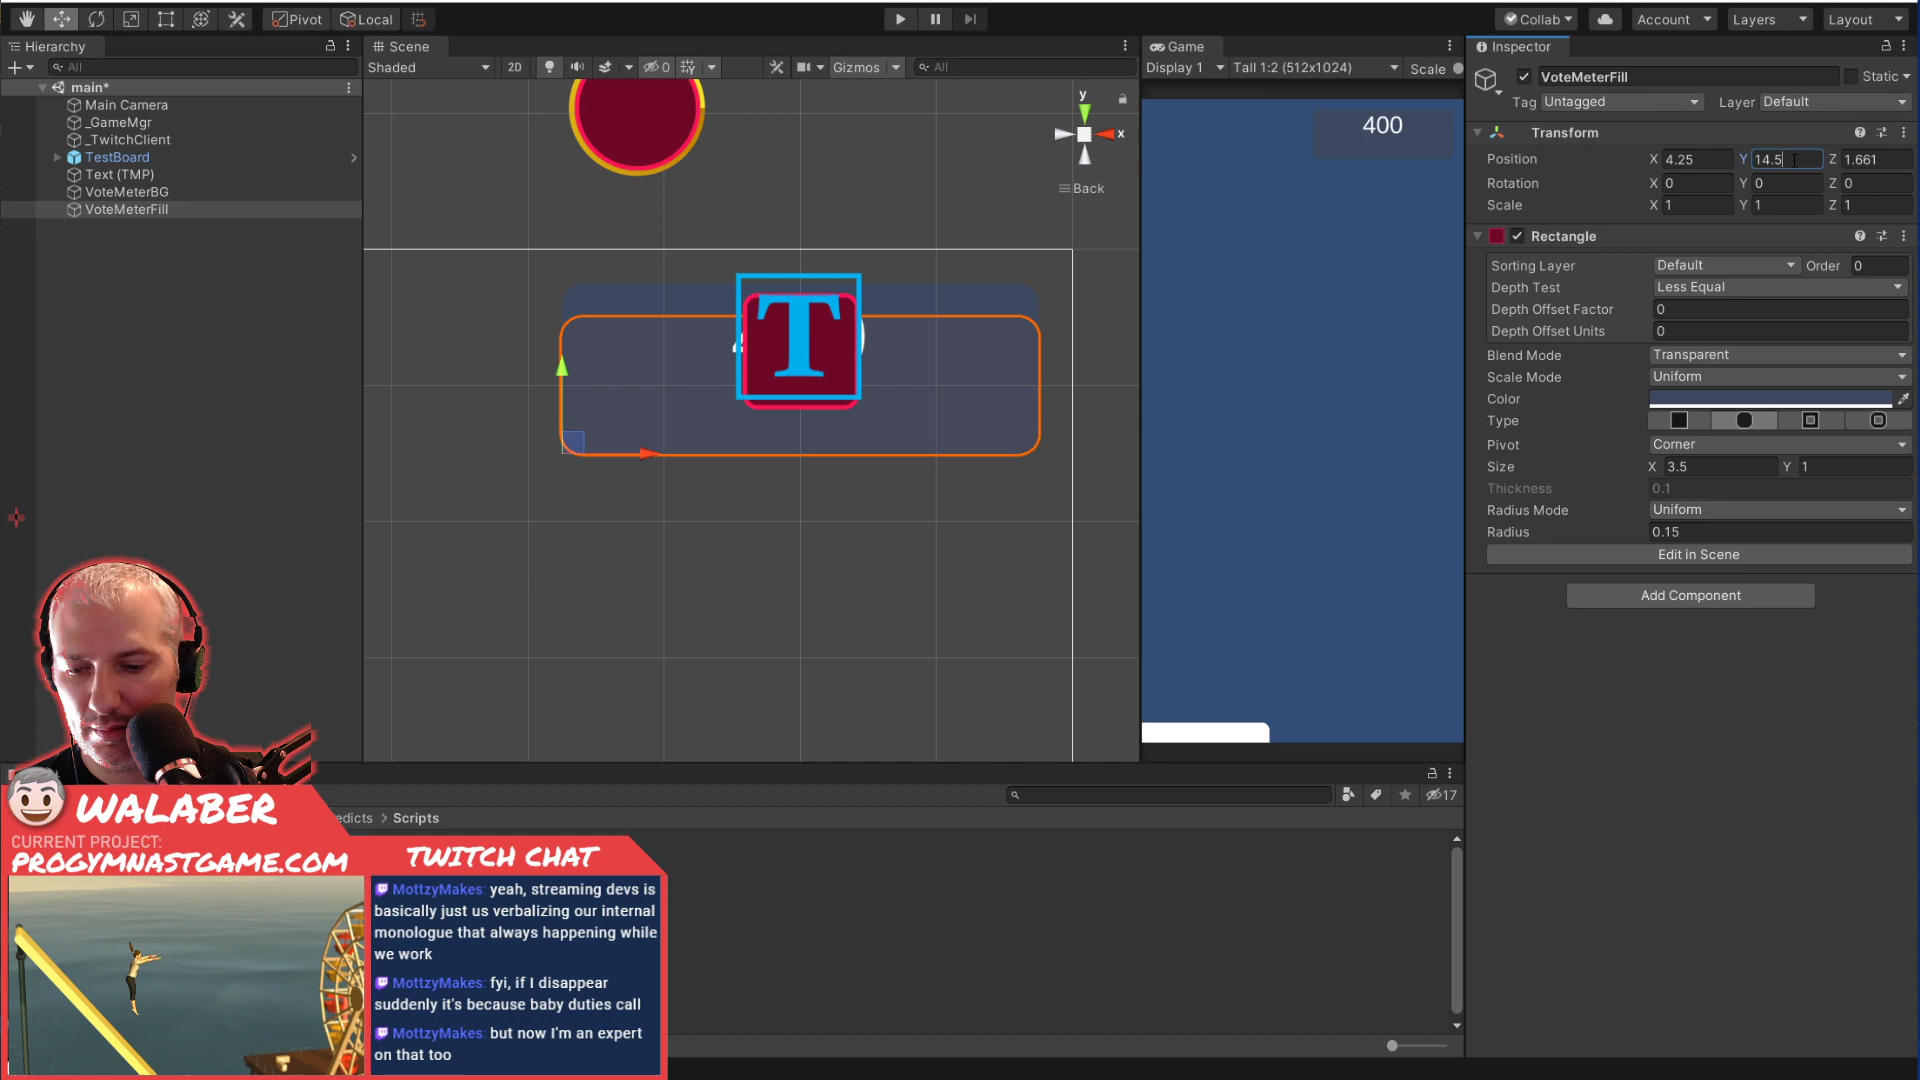 Pivot
Local
Collab
Account
Layers
Layout
Hierarchy
Scene
Game
Inspector
All
Shaded
2D
0
Gizmos
All
Display 1
Tall 1:2 (512x1024)
Scale
main*
Main Camera
_GameMgr
_TwitchClient
TestBoard
Text (TMP)
VoteMeterBG
VoteMeterFill
y
x
Back
T
400
VoteMeterFill
Static
Tag
Untagged
Layer
Default
Transform
Position
X 4.25
Y 14.5
Z 1.661
Rotation
X 0
Y 0
Z 0
Scale
X 1
Y 1
Z 1
Rectangle
Sorting Layer
Default
Order 0
Depth Test
Less Equal
Depth Offset Factor
0
Depth Offset Units
0
Blend Mode
Transparent
Scale Mode
Uniform
Color
Type
Pivot
Corner
Size
X 3.5
Y 1
Thickness
0.1
Radius Mode
Uniform
Radius
0.15
Edit in Scene
Add Component
17
edicts > Scripts
WALABER
CURRENT PROJECT:
PROGYMNASTGAME.COM
TWITCH CHAT
MottzyMakes: yeah, streaming devs is
basically just us verbalizing our internal
monologue that always happening while
we work
MottzyMakes: fyi, if I disappear
suddenly it's because baby duties call
MottzyMakes: but now I'm an expert
on that too